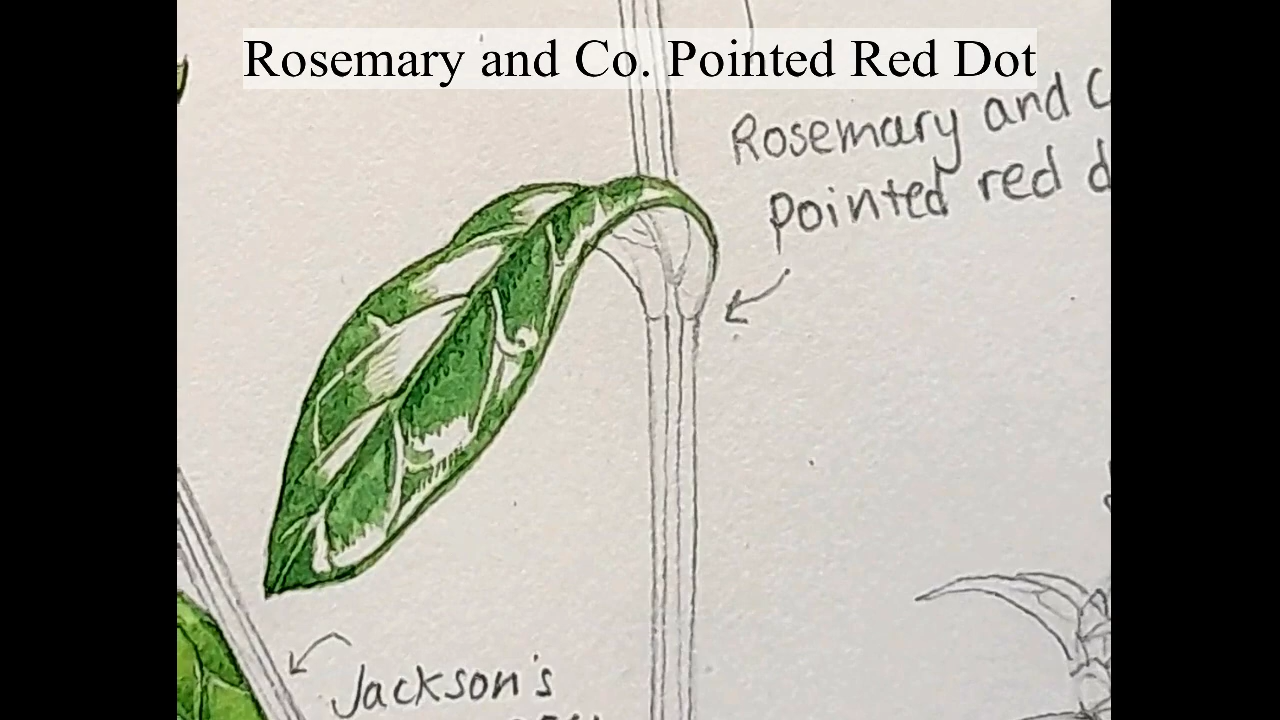 Rosemary and Co. Pointed Red Dot
Rosemary and C
pointed red d
Jackson's